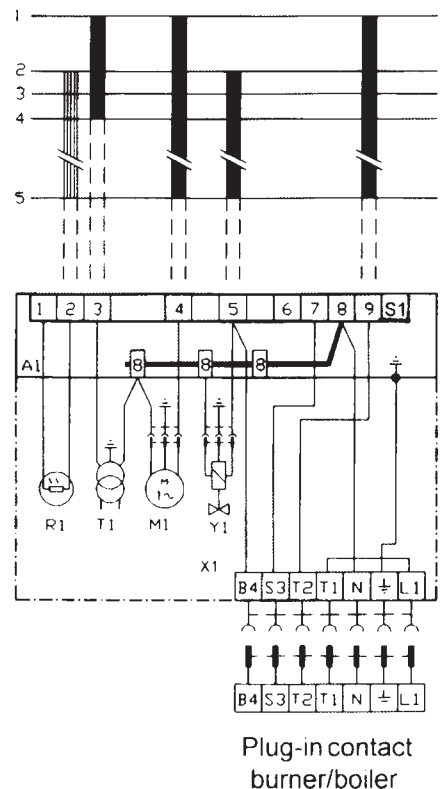 1
2
3
4
5
1 2 3 4 5 6 7 8 9 S1
A1 8 8 8
M
1~
R1 T1 M1 Y1
X1
B4 S3 T2 T1 N L1
B4 S3 T2 T1 N L1
Plug-in contact
burner/boiler